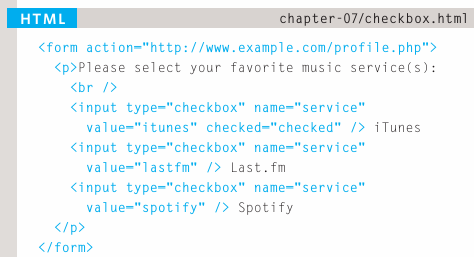 HTML chapter-07/checkbox.html
<form action="http://www.example.com/profile.php">
<p>Please select your favorite music service(s):
<br />
<input type="checkbox" name="service"
value="itunes" checked="checked" /> iTunes
<input type="checkbox" name="service"
value="lastfm" /> Last.fm
<input type="checkbox" name="service"
value="spotify" /> Spotify
</p>
</form>